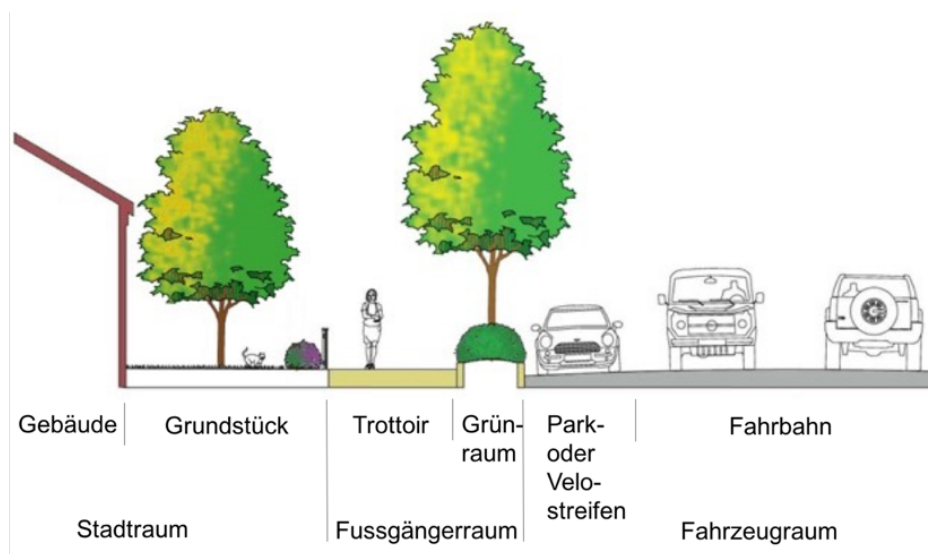 Gebäude
Grundstück
Trottoir
Grün-
raum
Park-
oder
Velo-
streifen
Fahrbahn
Stadtraum
Fussgängerraum
Fahrzeugraum